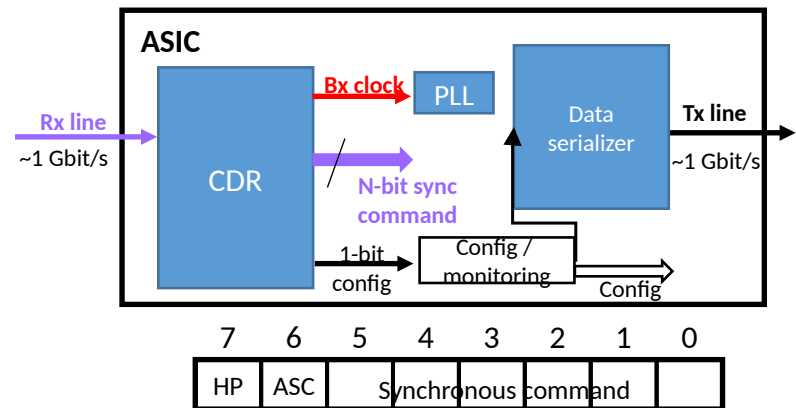 ASIC
Bx clock
PLL
Data
serializer
Tx line
Rx line
~1 Gbit/s
~1 Gbit/s
CDR
N-bit sync
command
1-bit
config
Config /
monitoring
Config
7 6 5 4 3 2 1 0
HP ASC Synchronous command